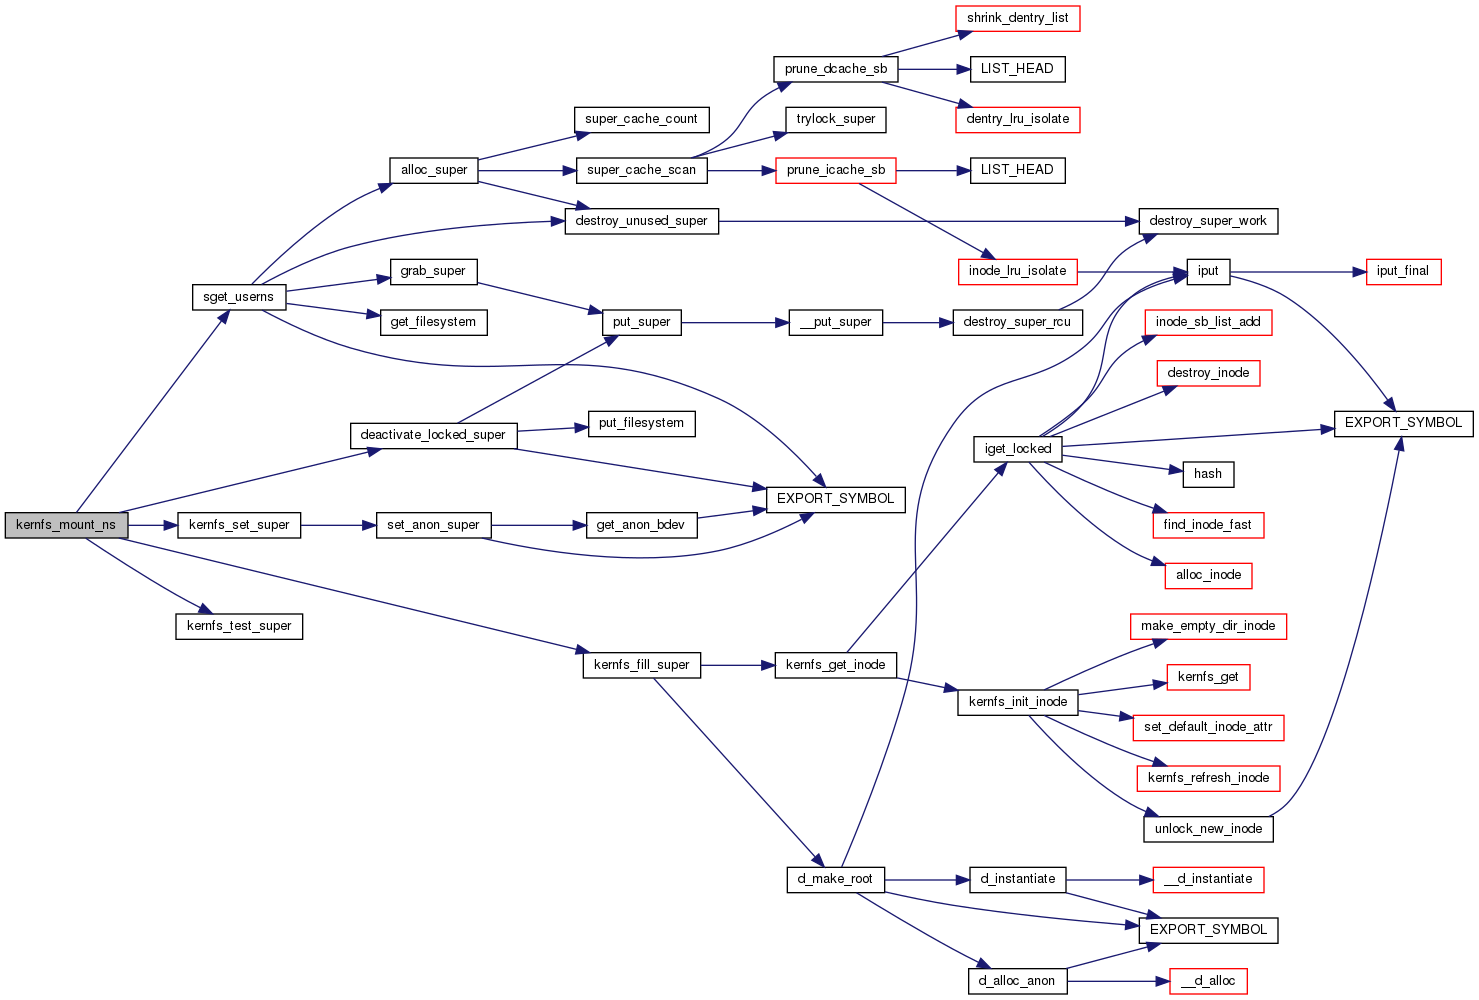 shrink_dentry_list
prune_dcache_sb
LIST_HEAD
super_cache_count
trylock_super
dentry_lru_isolate
alloc_super
super_cache_scan
prune_icache_sb
LIST_HEAD
destroy_unused_super
destroy_super_work
grab_super
inode_lru_isolate
iput
iput_final
sget_userns
get_filesystem
put_super
__put_super
destroy_super_rcu
inode_sb_list_add
destroy_inode
deactivate_locked_super
put_filesystem
EXPORT_SYMBOL
iget_locked
hash
EXPORT_SYMBOL
kernfs_mount_ns
kernfs_set_super
set_anon_super
get_anon_bdev
find_inode_fast
alloc_inode
kernfs_test_super
make_empty_dir_inode
kernfs_fill_super
kernfs_get_inode
kernfs_get
kernfs_init_inode
set_default_inode_attr
kernfs_refresh_inode
unlock_new_inode
d_make_root
d_instantiate
__d_instantiate
EXPORT_SYMBOL
d_alloc_anon
__d_alloc